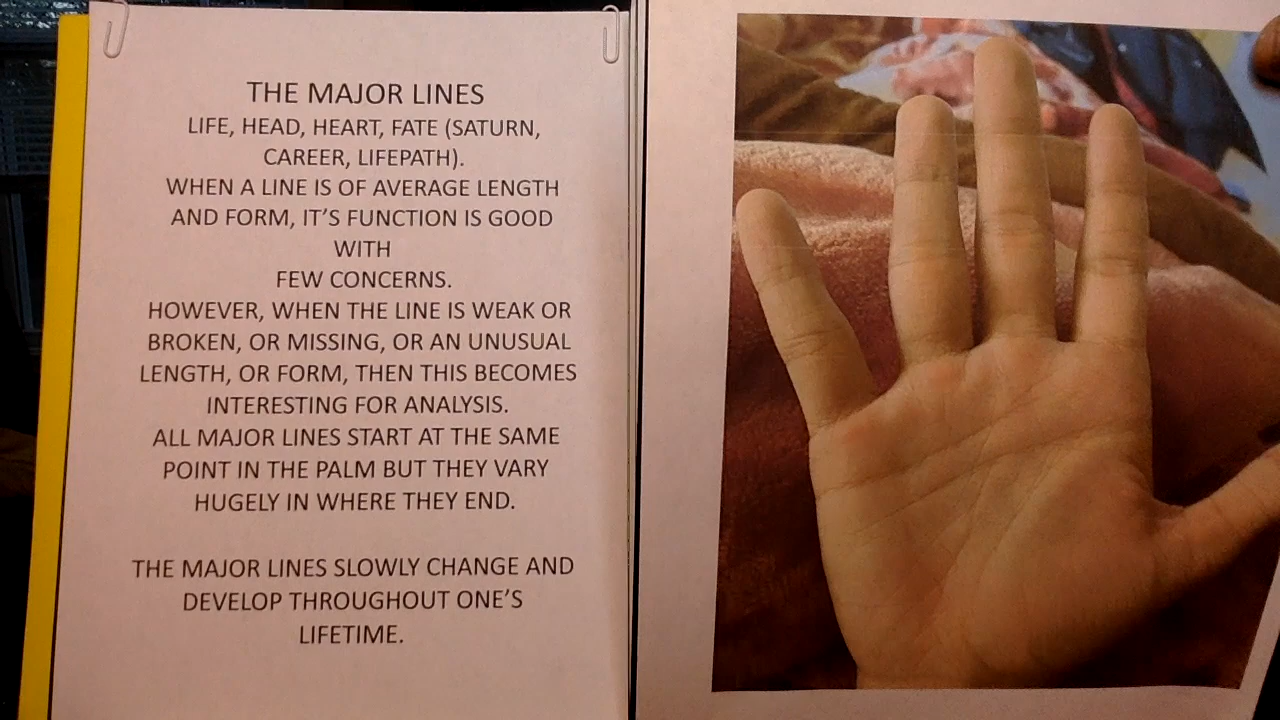 THE MAJOR LINES
LIFE, HEAD, HEART, FATE (SATURN,
CAREER, LIFEPATH).
WHEN A LINE IS OF AVERAGE LENGTH
AND FORM, IT'S FUNCTION IS GOOD
WITH
FEW CONCERNS.
HOWEVER, WHEN THE LINE IS WEAK OR
BROKEN, OR MISSING, OR AN UNUSUAL
LENGTH, OR FORM, THEN THIS BECOMES
INTERESTING FOR ANALYSIS.
ALL MAJOR LINES START AT THE SAME
POINT IN THE PALM BUT THEY VARY
HUGELY IN WHERE THEY END.
THE MAJOR LINES SLOWLY CHANGE AND
DEVELOP THROUGHOUT ONE'S
LIFETIME.